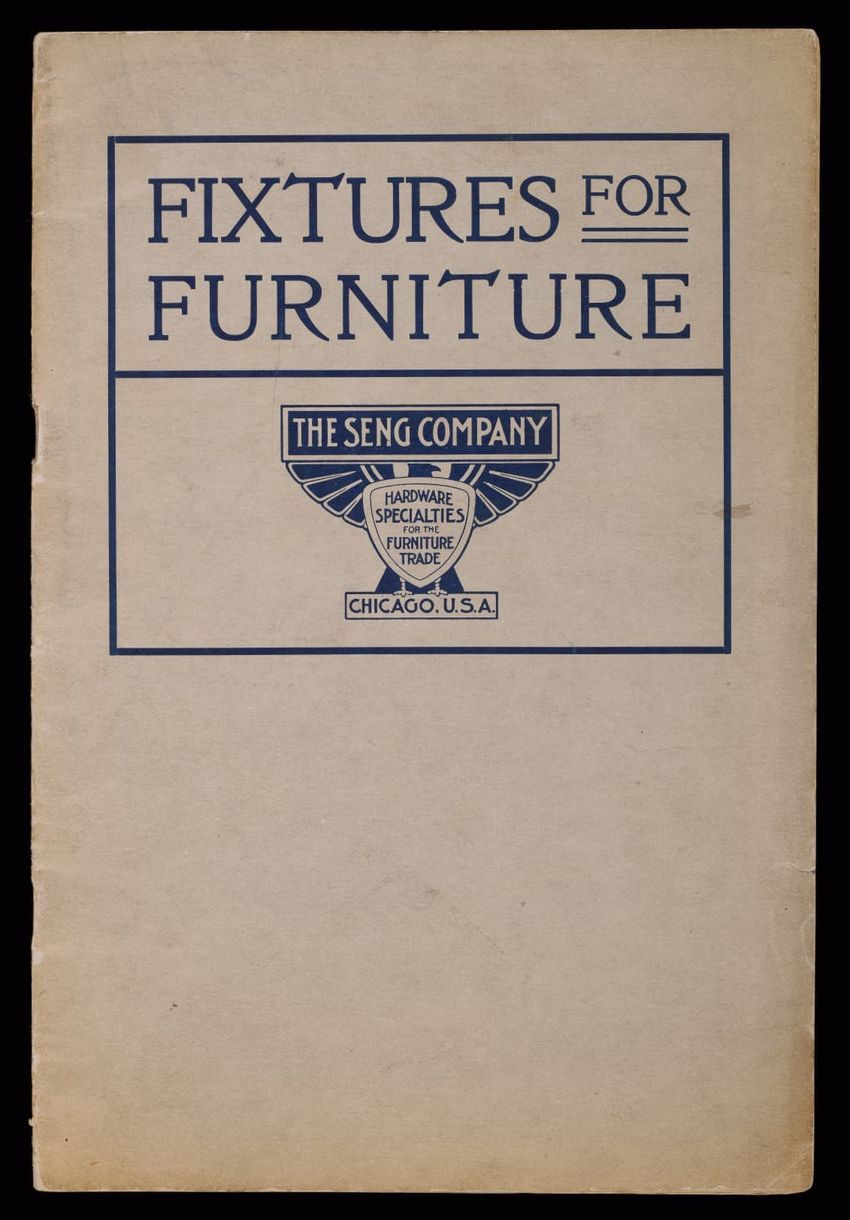 FIXTURES FOR
FURNITURE
THE SENG COMPANY
HARDWARE
SPECIALTIES
FOR THE
FURNITURE
TRADE
CHICAGO. U.S.A.